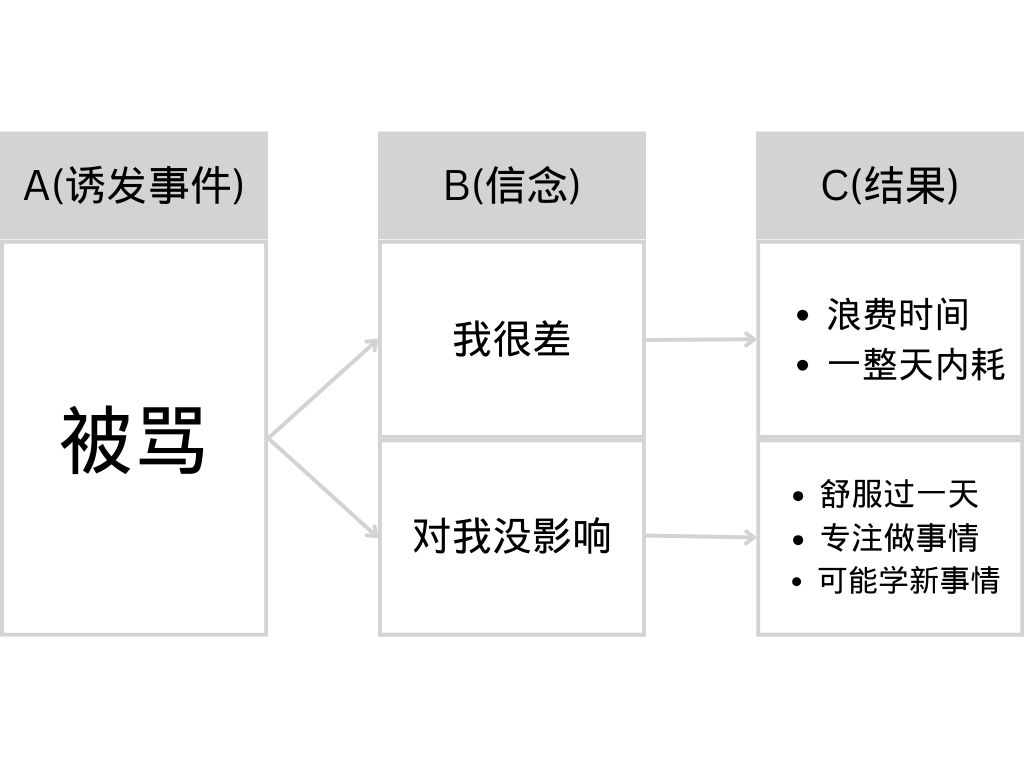 A(诱发事件)
B(信念)
C(结果)
被骂
我很差
• 浪费时间
• 一整天内耗
对我没影响
• 舒服过一天
• 专注做事情
• 可能学新事情